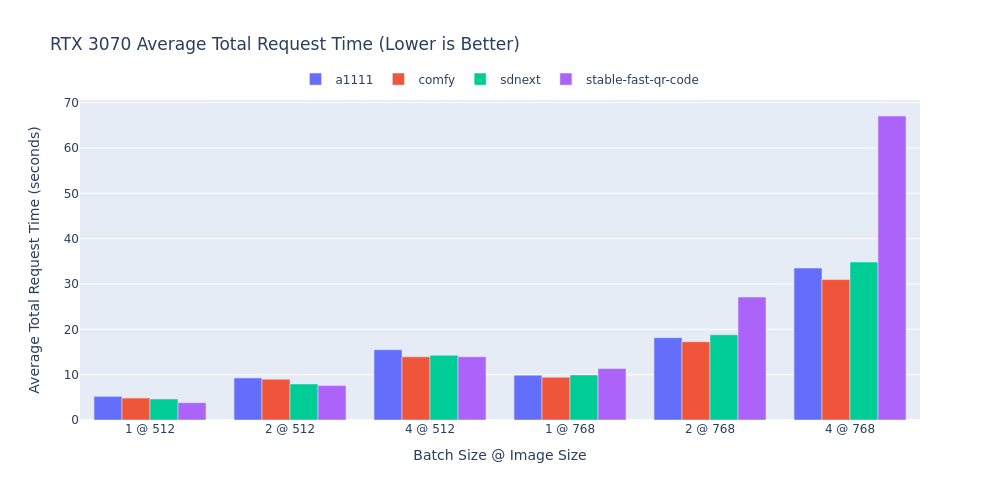 RTX 3070 Average Total Request Time (Lower is Better)
a1111 comfy sdnext stable-fast-qr-code
Average Total Request Time (seconds)
70
60
50
40
30
20
10
0
1 @ 512 2 @ 512 4 @ 512 1 @ 768 2 @ 768 4 @ 768
Batch Size @ Image Size